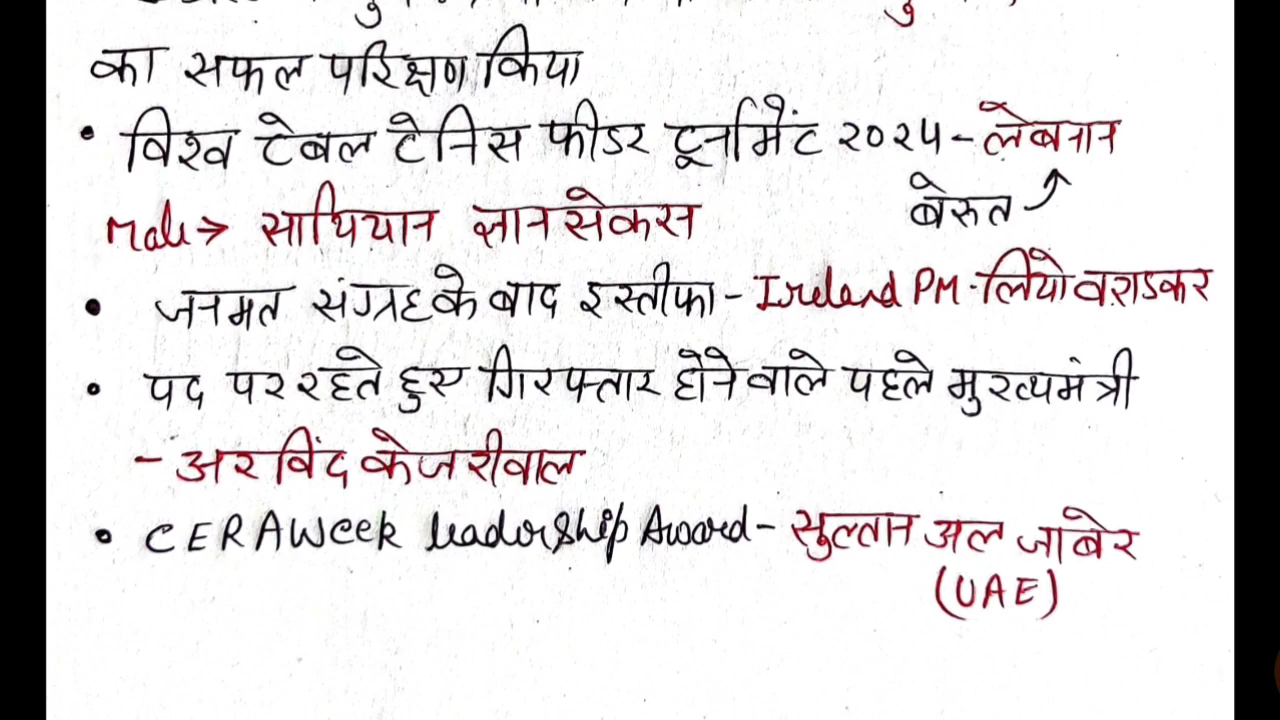 का सफल परिक्षण किया
• विश्व टेबल टेनिस फीडर टूर्नामेंट २०२५ - लेबनान
बेरुत
Male → साथियान ज्ञानसेकरन
• जनमत संग्रह के बाद इस्तीफा - Ireland PM - लियो वराडकर
• पद पर रहते हुए गिरफ्तार होने वाले पहले मुख्यमंत्री
- अरविंद केजरीवाल
• CERAWeek leadership Award - सुल्तान अल जाबेर
(UAE)